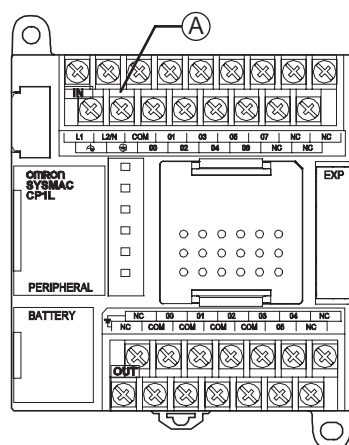 A
IN
L1 L2/N COM 01 03 05 07 NC NC
00 02 04 06 NC NC
omron
SYSMAC
CP1L
EXP
PERIPHERAL
BATTERY
NC 00 01 02 03 04 NC
NC COM COM COM COM 05 NC
OUT